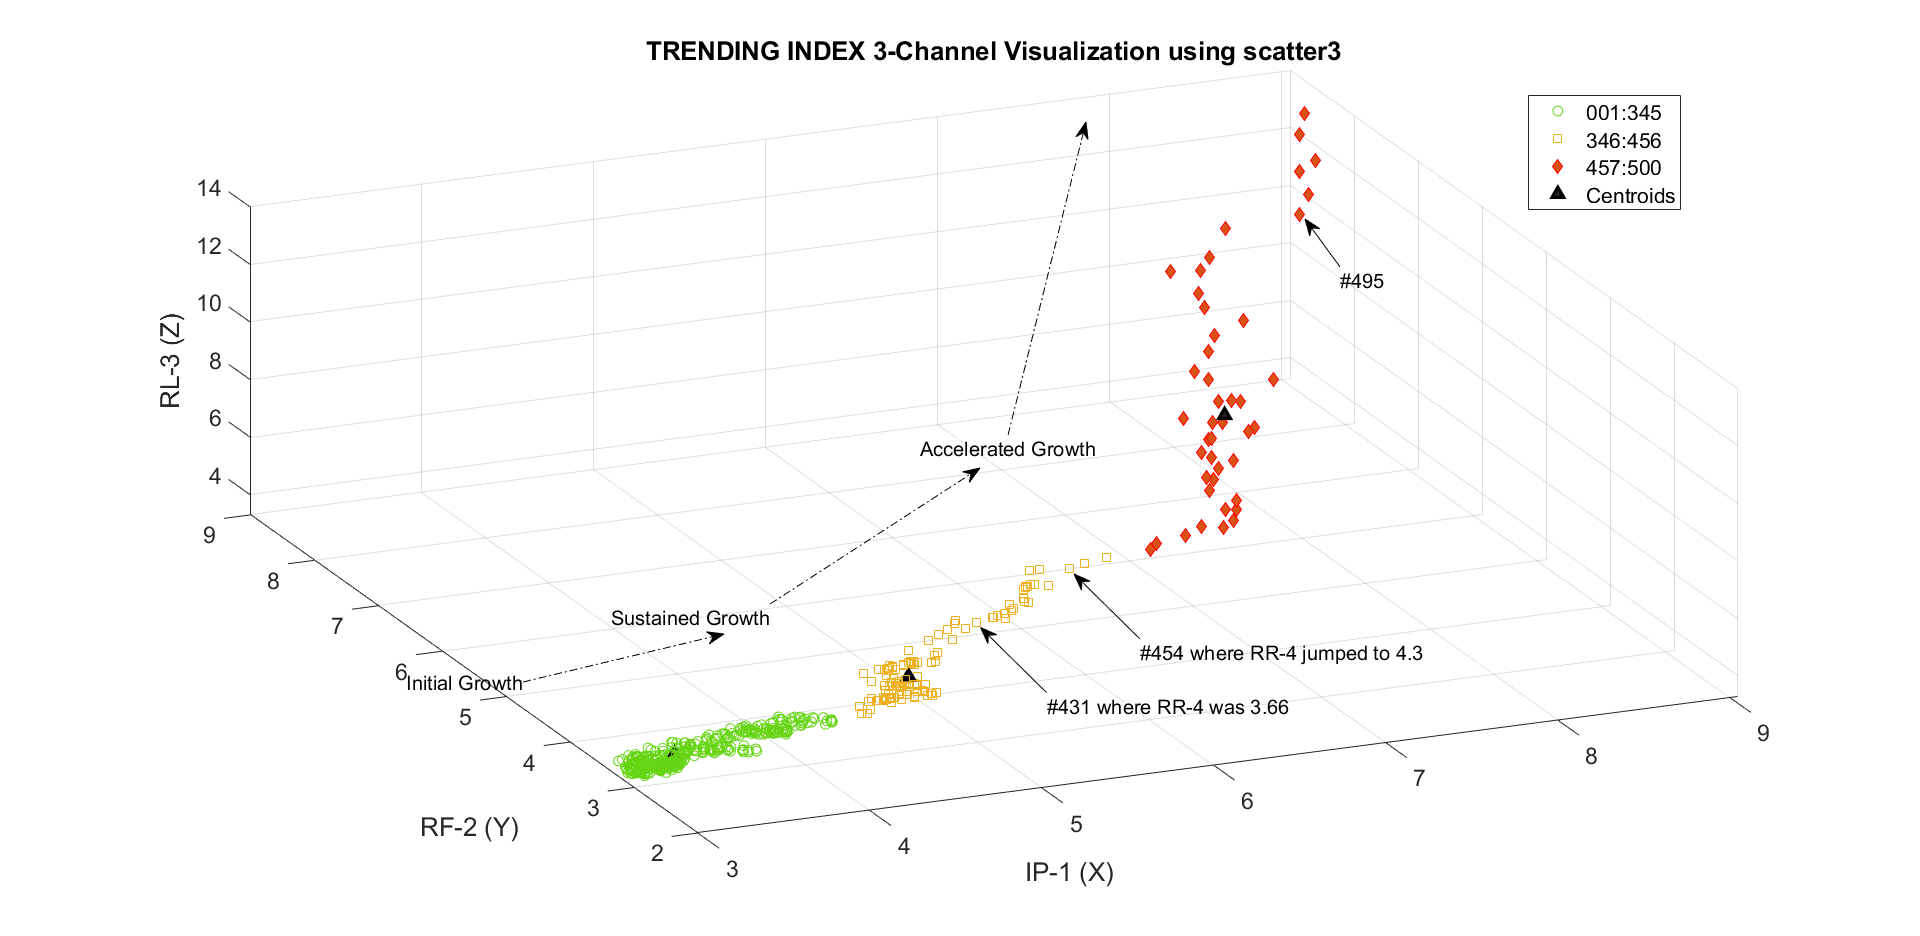 TRENDING INDEX 3-Channel Visualization using scatter3
001:345
346:456
457:500
Centroids
14
12
10
8
6
4
RL-3 (Z)
#495
Accelerated Growth
Sustained Growth
Initial Growth
#454 where RR-4 jumped to 4.3
#431 where RR-4 was 3.66
9
8
7
6
5
4
3
2
RF-2 (Y)
3
4
5
6
7
8
9
IP-1 (X)